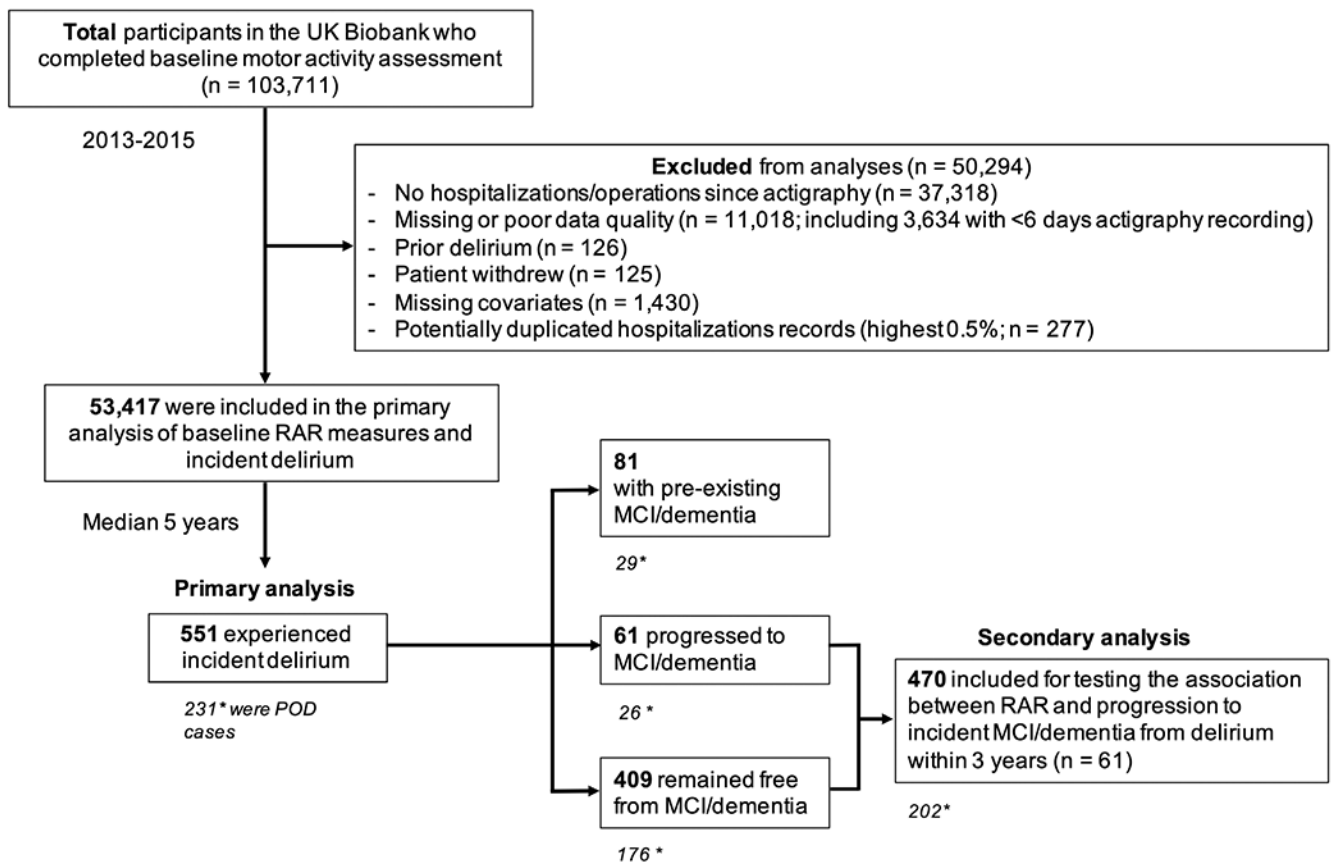 Total participants in the UK Biobank who
completed baseline motor activity assessment
(n = 103,711)
2013-2015
Excluded from analyses (n = 50,294)
- No hospitalizations/operations since actigraphy (n = 37,318)
- Missing or poor data quality (n = 11,018; including 3,634 with <6 days actigraphy recording)
- Prior delirium (n = 126)
- Patient withdrew (n = 125)
- Missing covariates (n = 1,430)
- Potentially duplicated hospitalizations records (highest 0.5%; n = 277)
53,417 were included in the primary
analysis of baseline RAR measures and
incident delirium
Median 5 years
Primary analysis
551 experienced
incident delirium
231* were POD
cases
81
with pre-existing
MCI/dementia
29*
61 progressed to
MCI/dementia
26 *
409 remained free
from MCI/dementia
176 *
Secondary analysis
470 included for testing the association
between RAR and progression to
incident MCI/dementia from delirium
within 3 years (n = 61)
202*